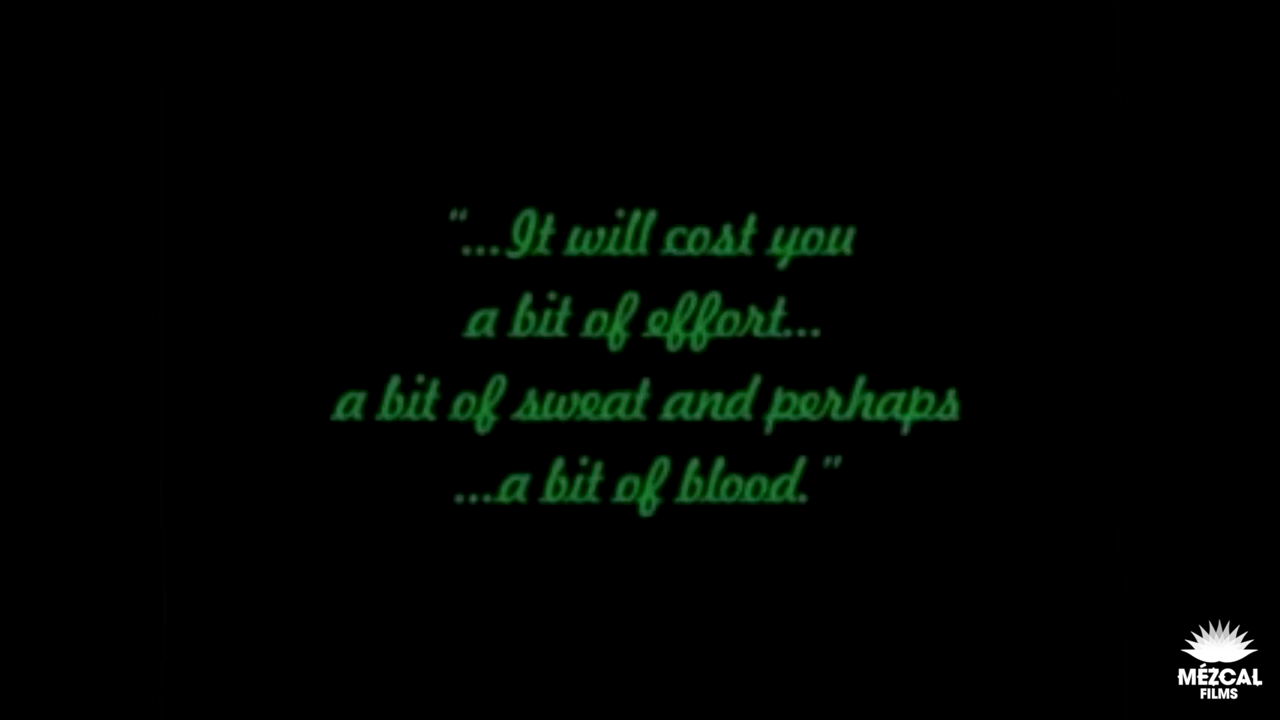 “...It will cost you
a bit of effort...
a bit of sweat and perhaps
...a bit of blood.”
MÉZCAL
FILMS